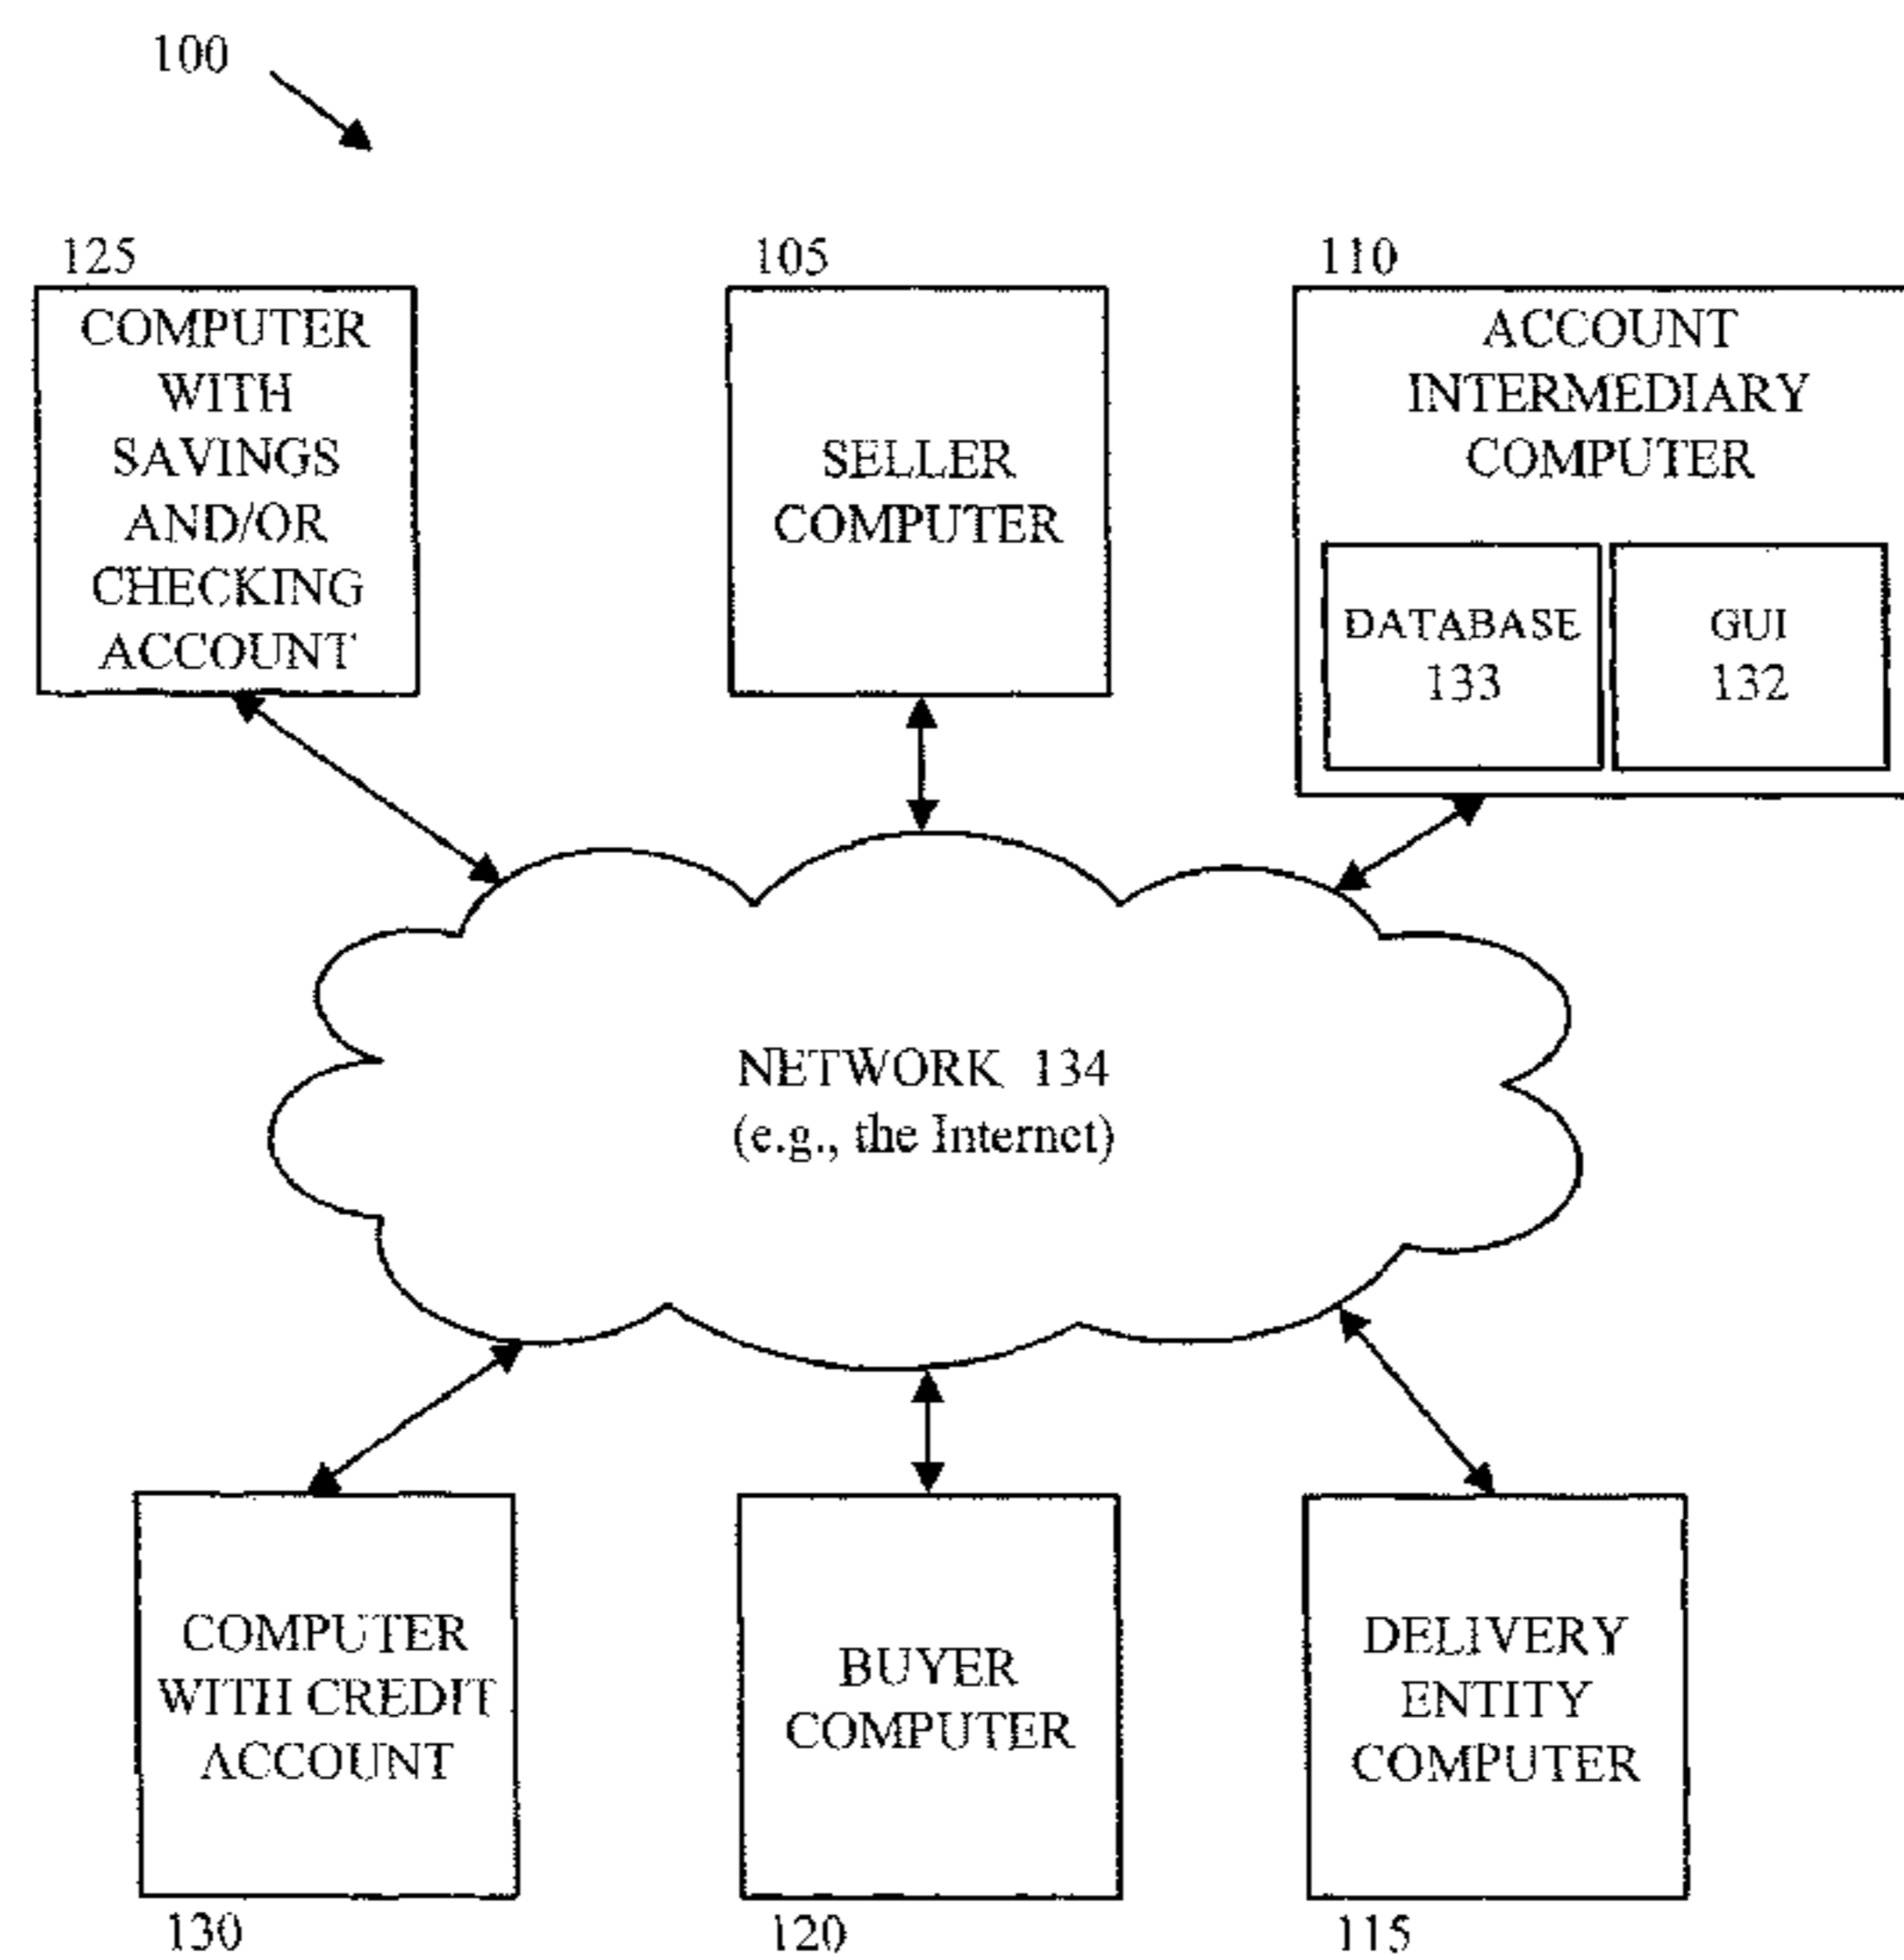 100
125
COMPUTER
WITH
SAVINGS
AND/OR
CHECKING
ACCOUNT
105
SELLER
COMPUTER
110
ACCOUNT
INTERMEDIARY
COMPUTER
DATABASE
133
GUI
132
NETWORK 134
(e.g., the Internet)
COMPUTER
WITH CREDIT
ACCOUNT
130
BUYER
COMPUTER
120
DELIVERY
ENTITY
COMPUTER
115